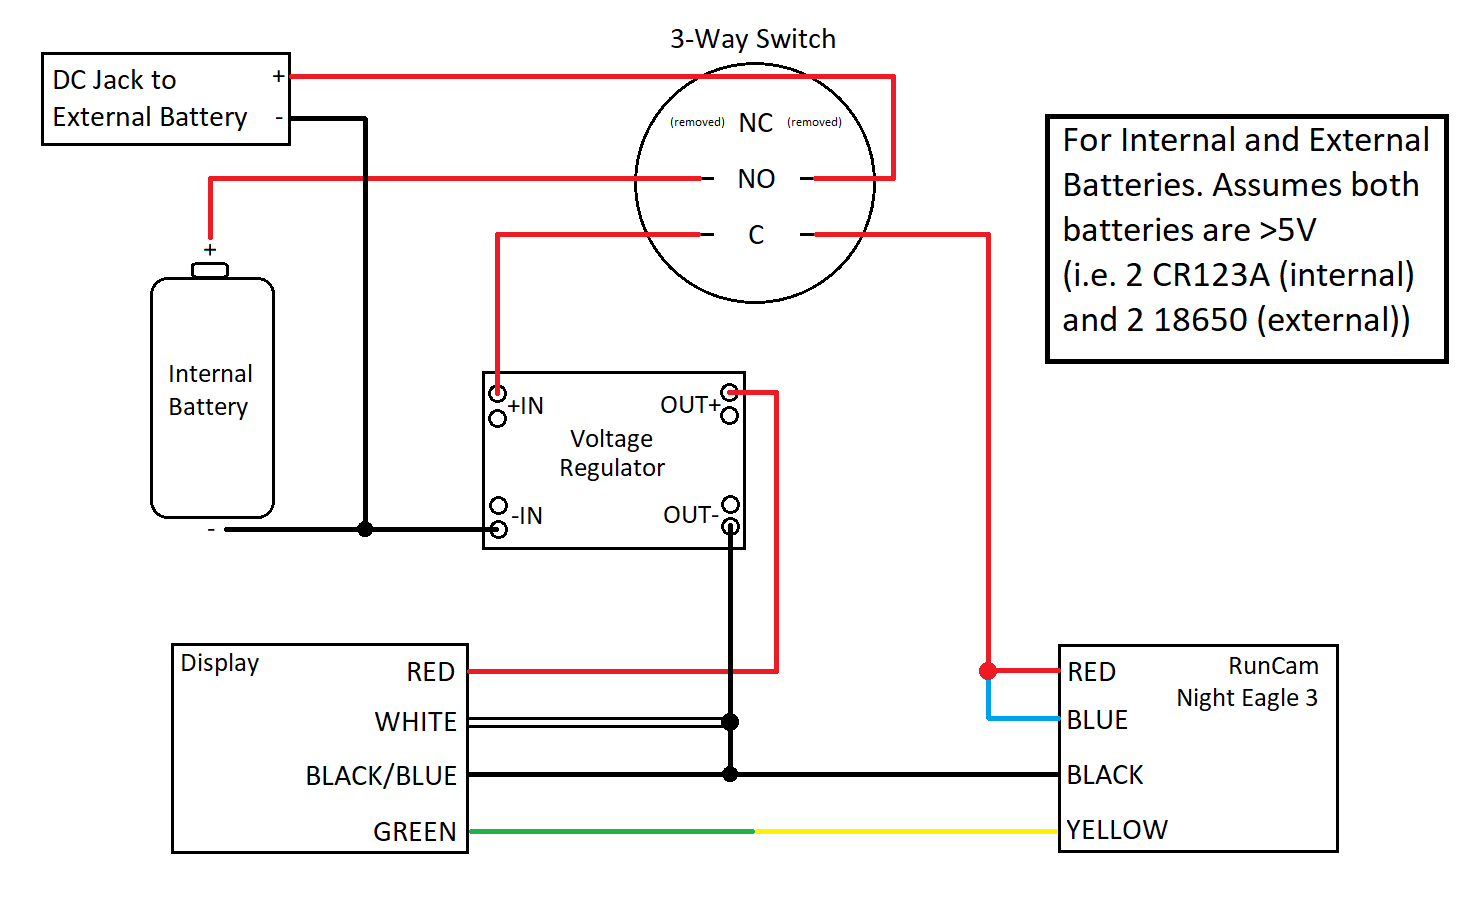 3-Way Switch
DC Jack to +
External Battery -
(removed) NC (removed)
NO
C
For Internal and External
Batteries. Assumes both
batteries are >5V
(i.e. 2 CR123A (internal)
and 2 18650 (external))
+
Internal
Battery
-
+IN OUT+
Voltage
Regulator
-IN OUT-
Display
RED
WHITE
BLACK/BLUE
GREEN
RunCam
Night Eagle 3
RED
BLUE
BLACK
YELLOW